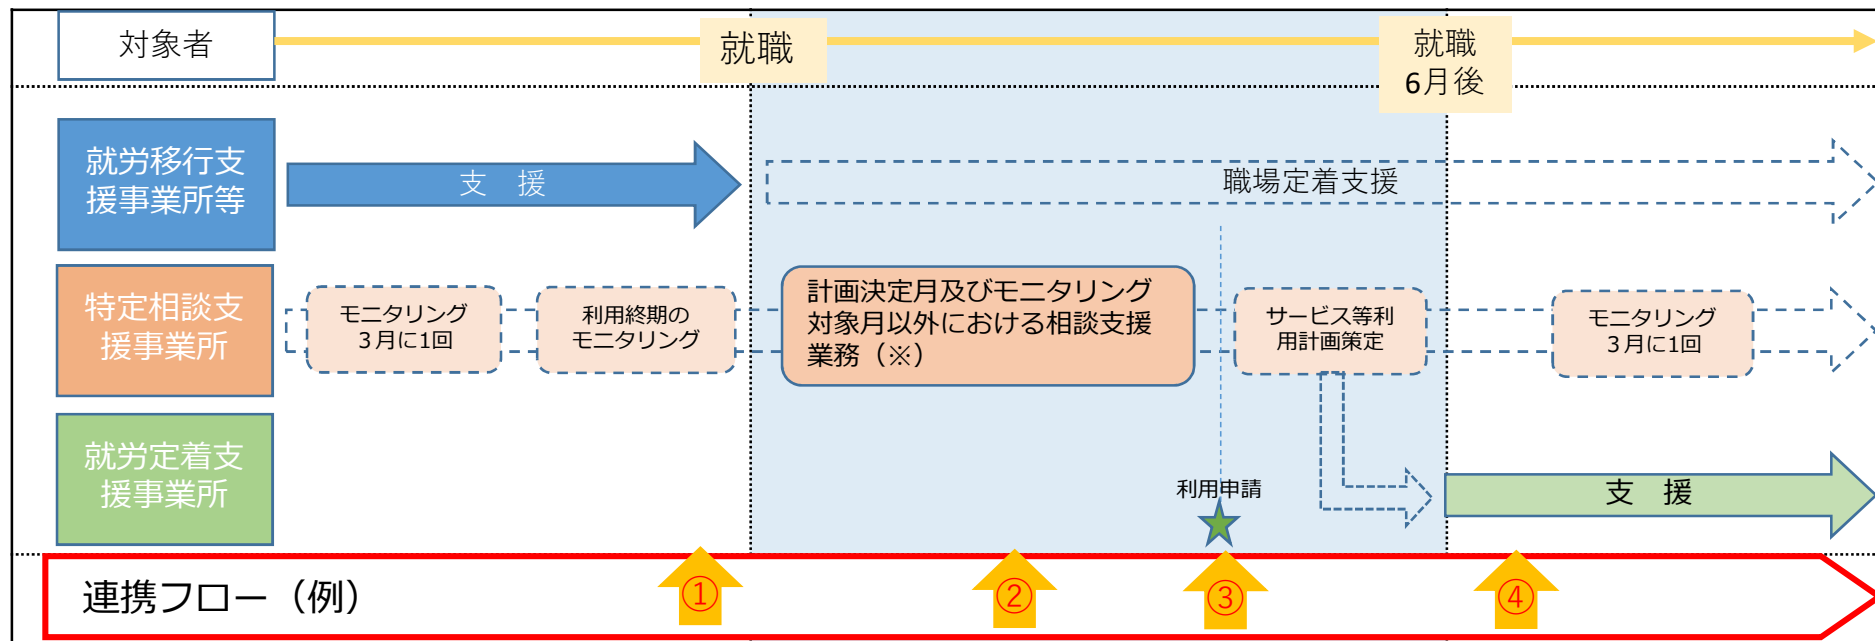 対象者
就職
就職
6月後
就労移行支
援事業所等
支　援
職場定着支援
特定相談支
援事業所
モニタリング
３月に1回
利用終期の
モニタリング
計画決定月及びモニタリング
対象月以外における相談支援
業務（※）
サービス等利
用計画策定
モニタリング
３月に1回
就労定着支
援事業所
利用申請
支　援
連携フロー（例）
①
②
③
④